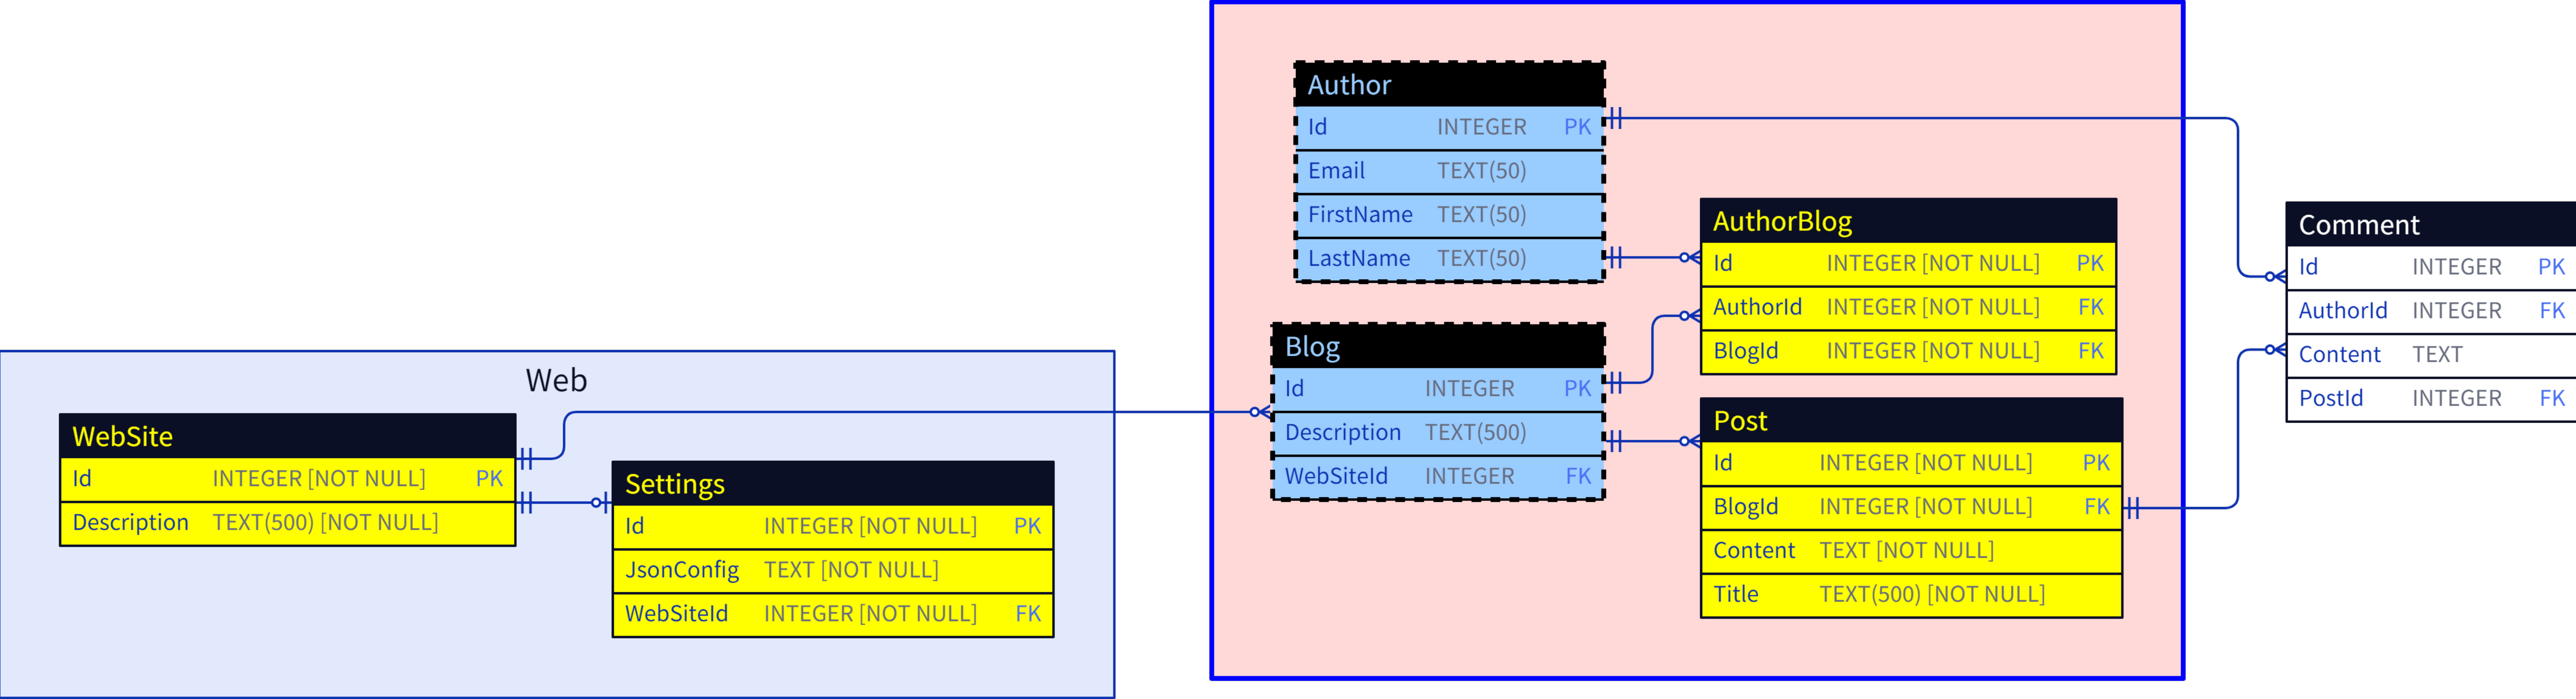 Web
WebSite
Id INTEGER [NOT NULL] PK
Description TEXT(500) [NOT NULL]
Settings
Id INTEGER [NOT NULL] PK
JsonConfig TEXT [NOT NULL]
WebSiteId INTEGER [NOT NULL] FK
Author
Id INTEGER PK
Email TEXT(50)
FirstName TEXT(50)
LastName TEXT(50)
Blog
Id INTEGER PK
Description TEXT(500)
WebSiteId INTEGER FK
AuthorBlog
Id INTEGER [NOT NULL] PK
AuthorId INTEGER [NOT NULL] FK
BlogId INTEGER [NOT NULL] FK
Post
Id INTEGER [NOT NULL] PK
BlogId INTEGER [NOT NULL] FK
Content TEXT [NOT NULL]
Title TEXT(500) [NOT NULL]
Comment
Id INTEGER PK
AuthorId INTEGER FK
Content TEXT
PostId INTEGER FK